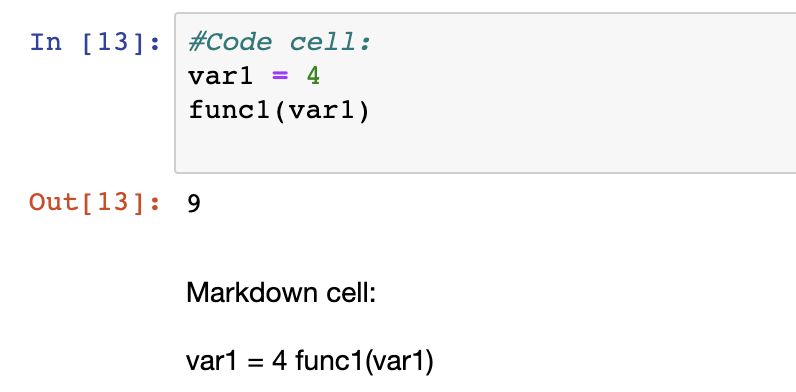 In [13]: #Code cell:
var1 = 4
func1(var1)
Out[13]: 9
Markdown cell:
var1 = 4 func1(var1)